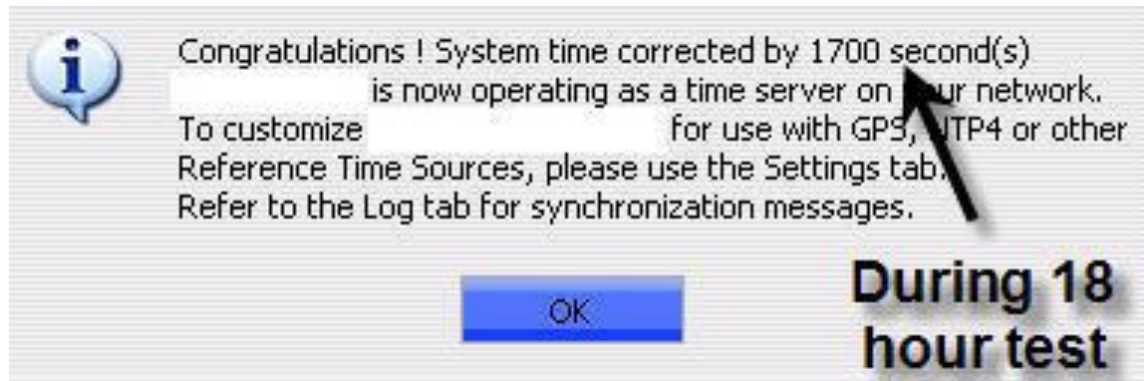 Congratulations ! System time corrected by 1700 second(s)
is now operating as a time server on your network.
To customize for use with GPS, NTP4 or other
Reference Time Sources, please use the Settings tab.
Refer to the Log tab for synchronization messages.
OK
During 18
hour test